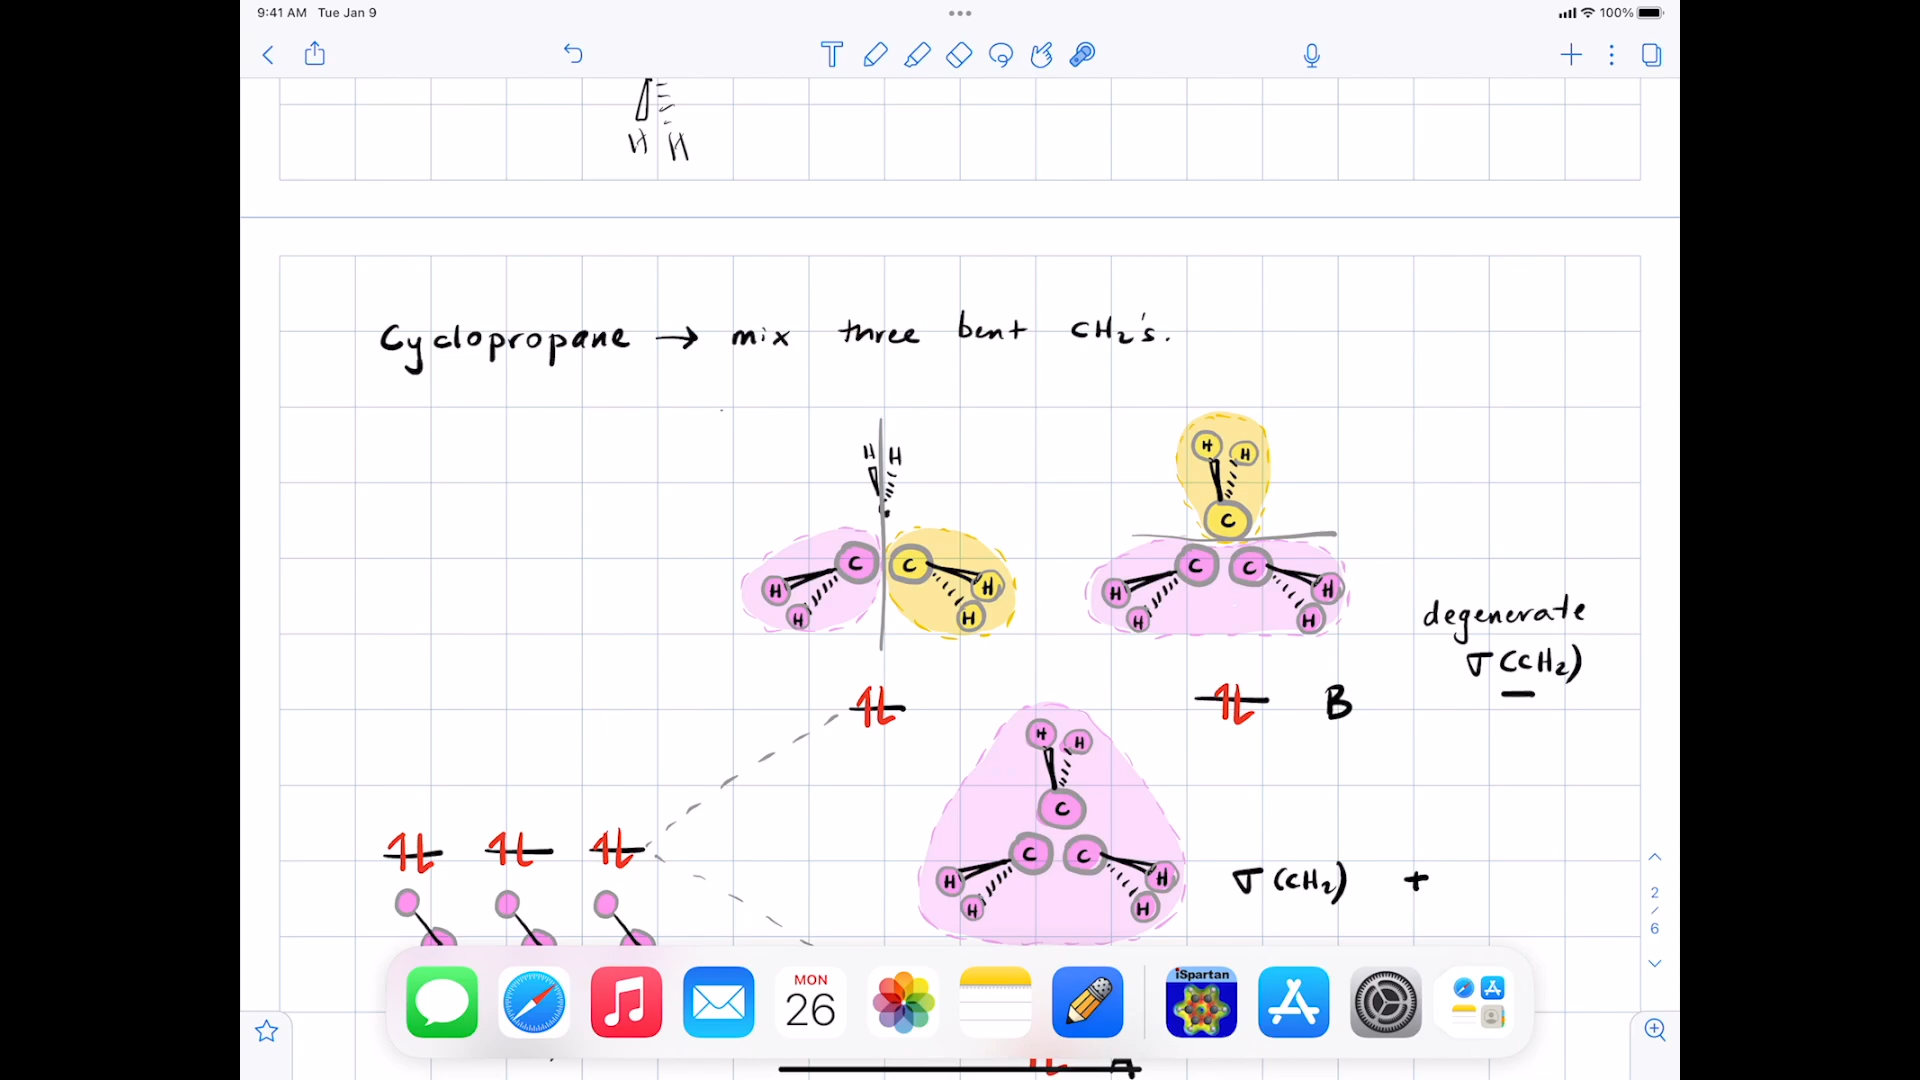 9:41 AM Tue Jan 9
100%
H H
Cyclopropane → mix three bent CH₂'s.
H H
H H
C
C C
C C
H H
H H
H H
H H
degenerate
σ(CH₂)
B
H H
C
C C
H H
H H
σ(CH₂) +
2
/
6
MON
26
iSpartan
A